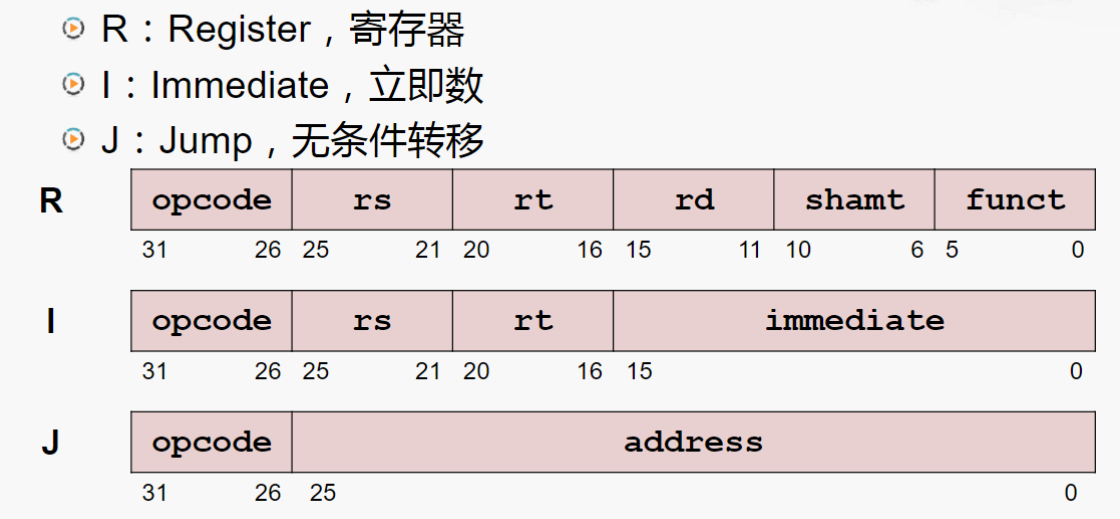 R：Register，寄存器
I：Immediate，立即数
J：Jump，无条件转移
R opcode rs rt rd shamt funct
31 26 25 21 20 16 15 11 10 6 5 0
I opcode rs rt immediate
31 26 25 21 20 16 15 0
J opcode address
31 26 25 0